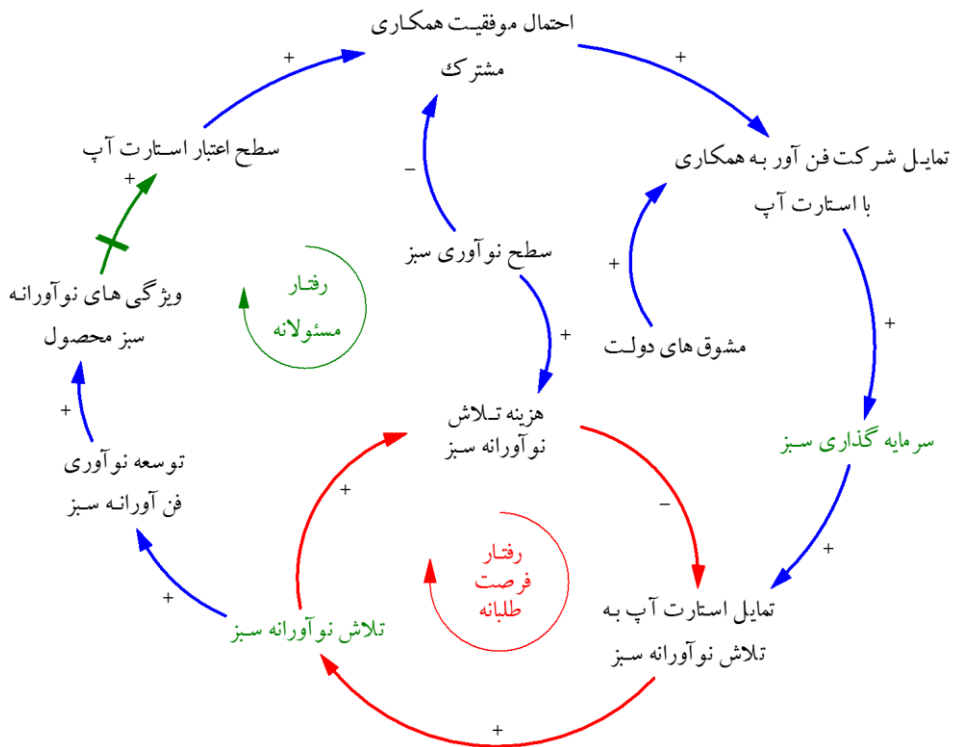 احتمال موفقیت همکاری
مشترک
+
+
سطح اعتبار استارت آپ
+
تمایل شرکت فن آور به همکاری
با استارت آپ
−
سطح نوآوری سبز
+
ویژگی های نوآورانه
سبز محصول
رفتار
مسئولانه
+
مشوق های دولت
+
+
هزینه تلاش
نوآورانه سبز
سرمایه گذاری سبز
+
توسعه نوآوری
فن آورانه سبز
+
−
+
رفتار
فرصت
طلبانه
+
تلاش نوآورانه سبز
تمایل استارت آپ به
تلاش نوآورانه سبز
+